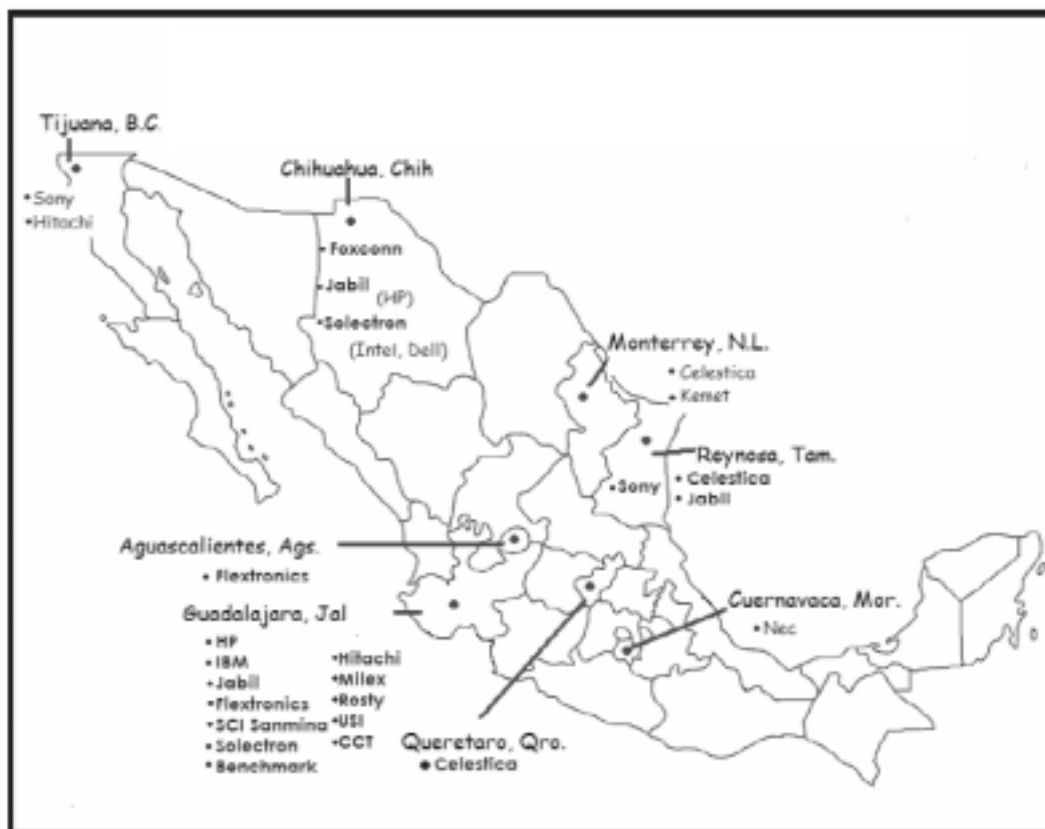 Tijuana, B.C.
• Sony
• Hitachi
Chihuahua, Chih
• Foxconn
• Jabil (HP)
• Solectron
(Intel, Dell)
Monterrey, N.L.
• Celestica
• Kemet
Reynosa, Tam.
• Sony
• Celestica
• Jabil
Aguascalientes, Ags.
• Flextronics
Guadalajara, Jal
• HP
• IBM
• Jabil
• Flextronics
• SCI Sanmina
• Solectron
• Benchmark
• Hitachi
• Milex
• Rosty
• USI
• CCT
Cuernavaca, Mor.
• Nec
Queretaro, Qro.
• Celestica